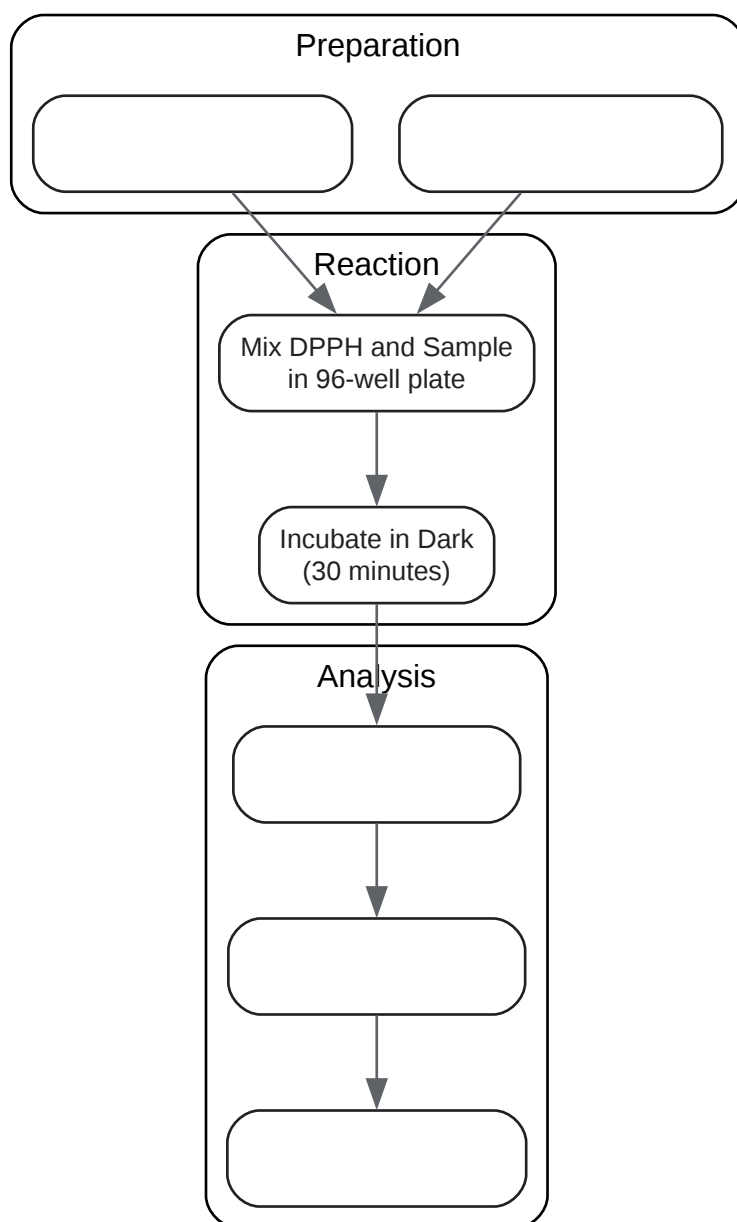 Preparation
Reaction
Mix DPPH and Sample
in 96-well plate
Incubate in Dark
(30 minutes)
Analysis